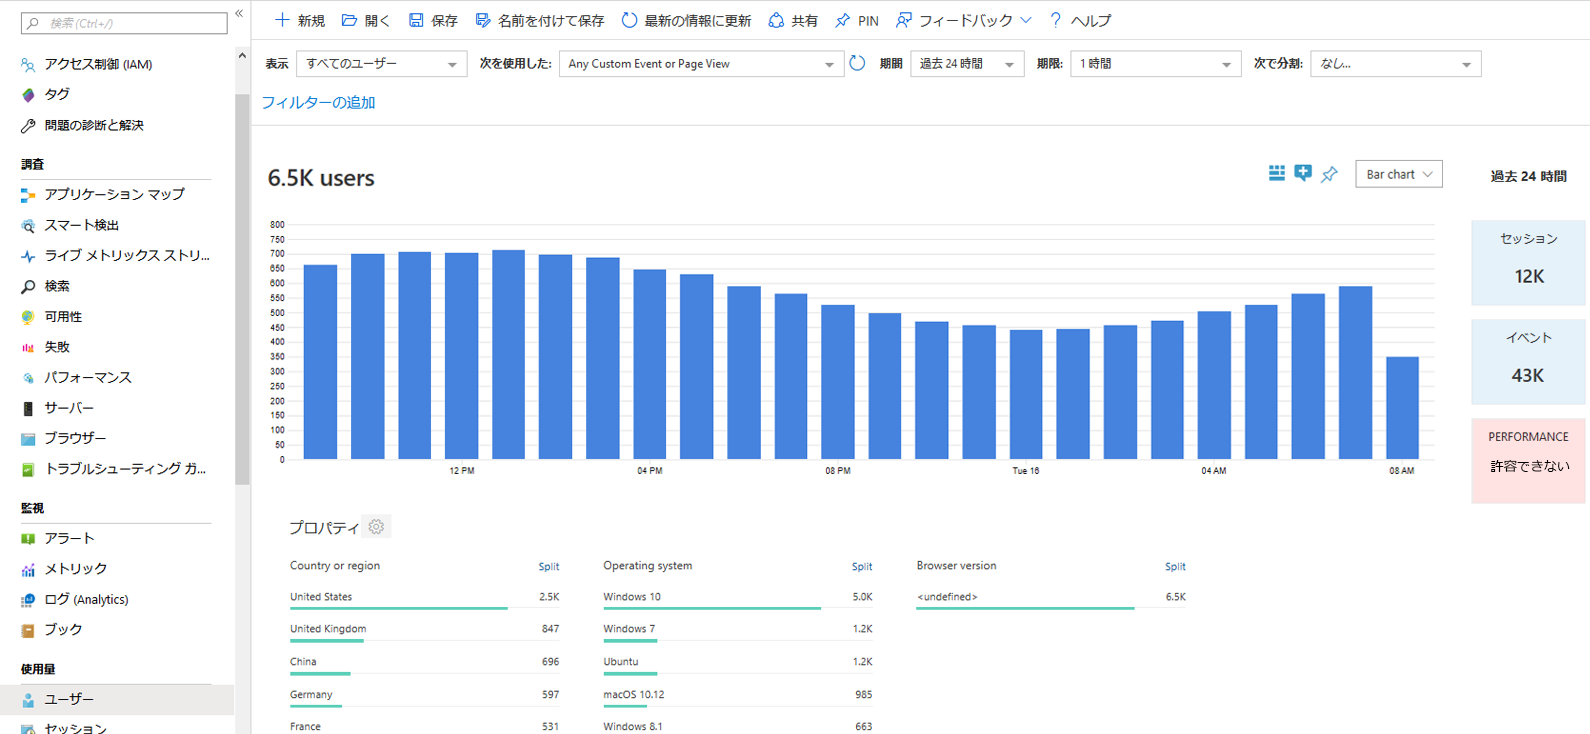 検索 (Ctrl+/)
«
アクセス制御 (IAM)
タグ
問題の診断と解決
調査
アプリケーション マップ
スマート検出
ライブ メトリックス ストリ...
検索
可用性
失敗
パフォーマンス
サーバー
ブラウザー
トラブルシューティング ガ...
監視
アラート
メトリック
ログ (Analytics)
ブック
使用量
ユーザー
セッション
新規 開く 保存 名前を付けて保存 最新の情報に更新 共有 PIN フィードバック ? ヘルプ
表示 すべてのユーザー 次を使用した: Any Custom Event or Page View 期間 過去 24 時間 期限: 1 時間 次で分割: なし...
フィルターの追加
6.5K users
Bar chart
過去 24 時間
800
750
700
650
600
550
500
450
400
350
300
250
200
150
100
50
0
12 PM 04 PM 08 PM Tue 16 04 AM 08 AM
セッション
12K
イベント
43K
PERFORMANCE
許容できない
プロパティ
Country or region Split
United States 2.5K
United Kingdom 847
China 696
Germany 597
France 531
Operating system Split
Windows 10 5.0K
Windows 7 1.2K
Ubuntu 1.2K
macOS 10.12 985
Windows 8.1 663
Browser version Split
<undefined> 6.5K